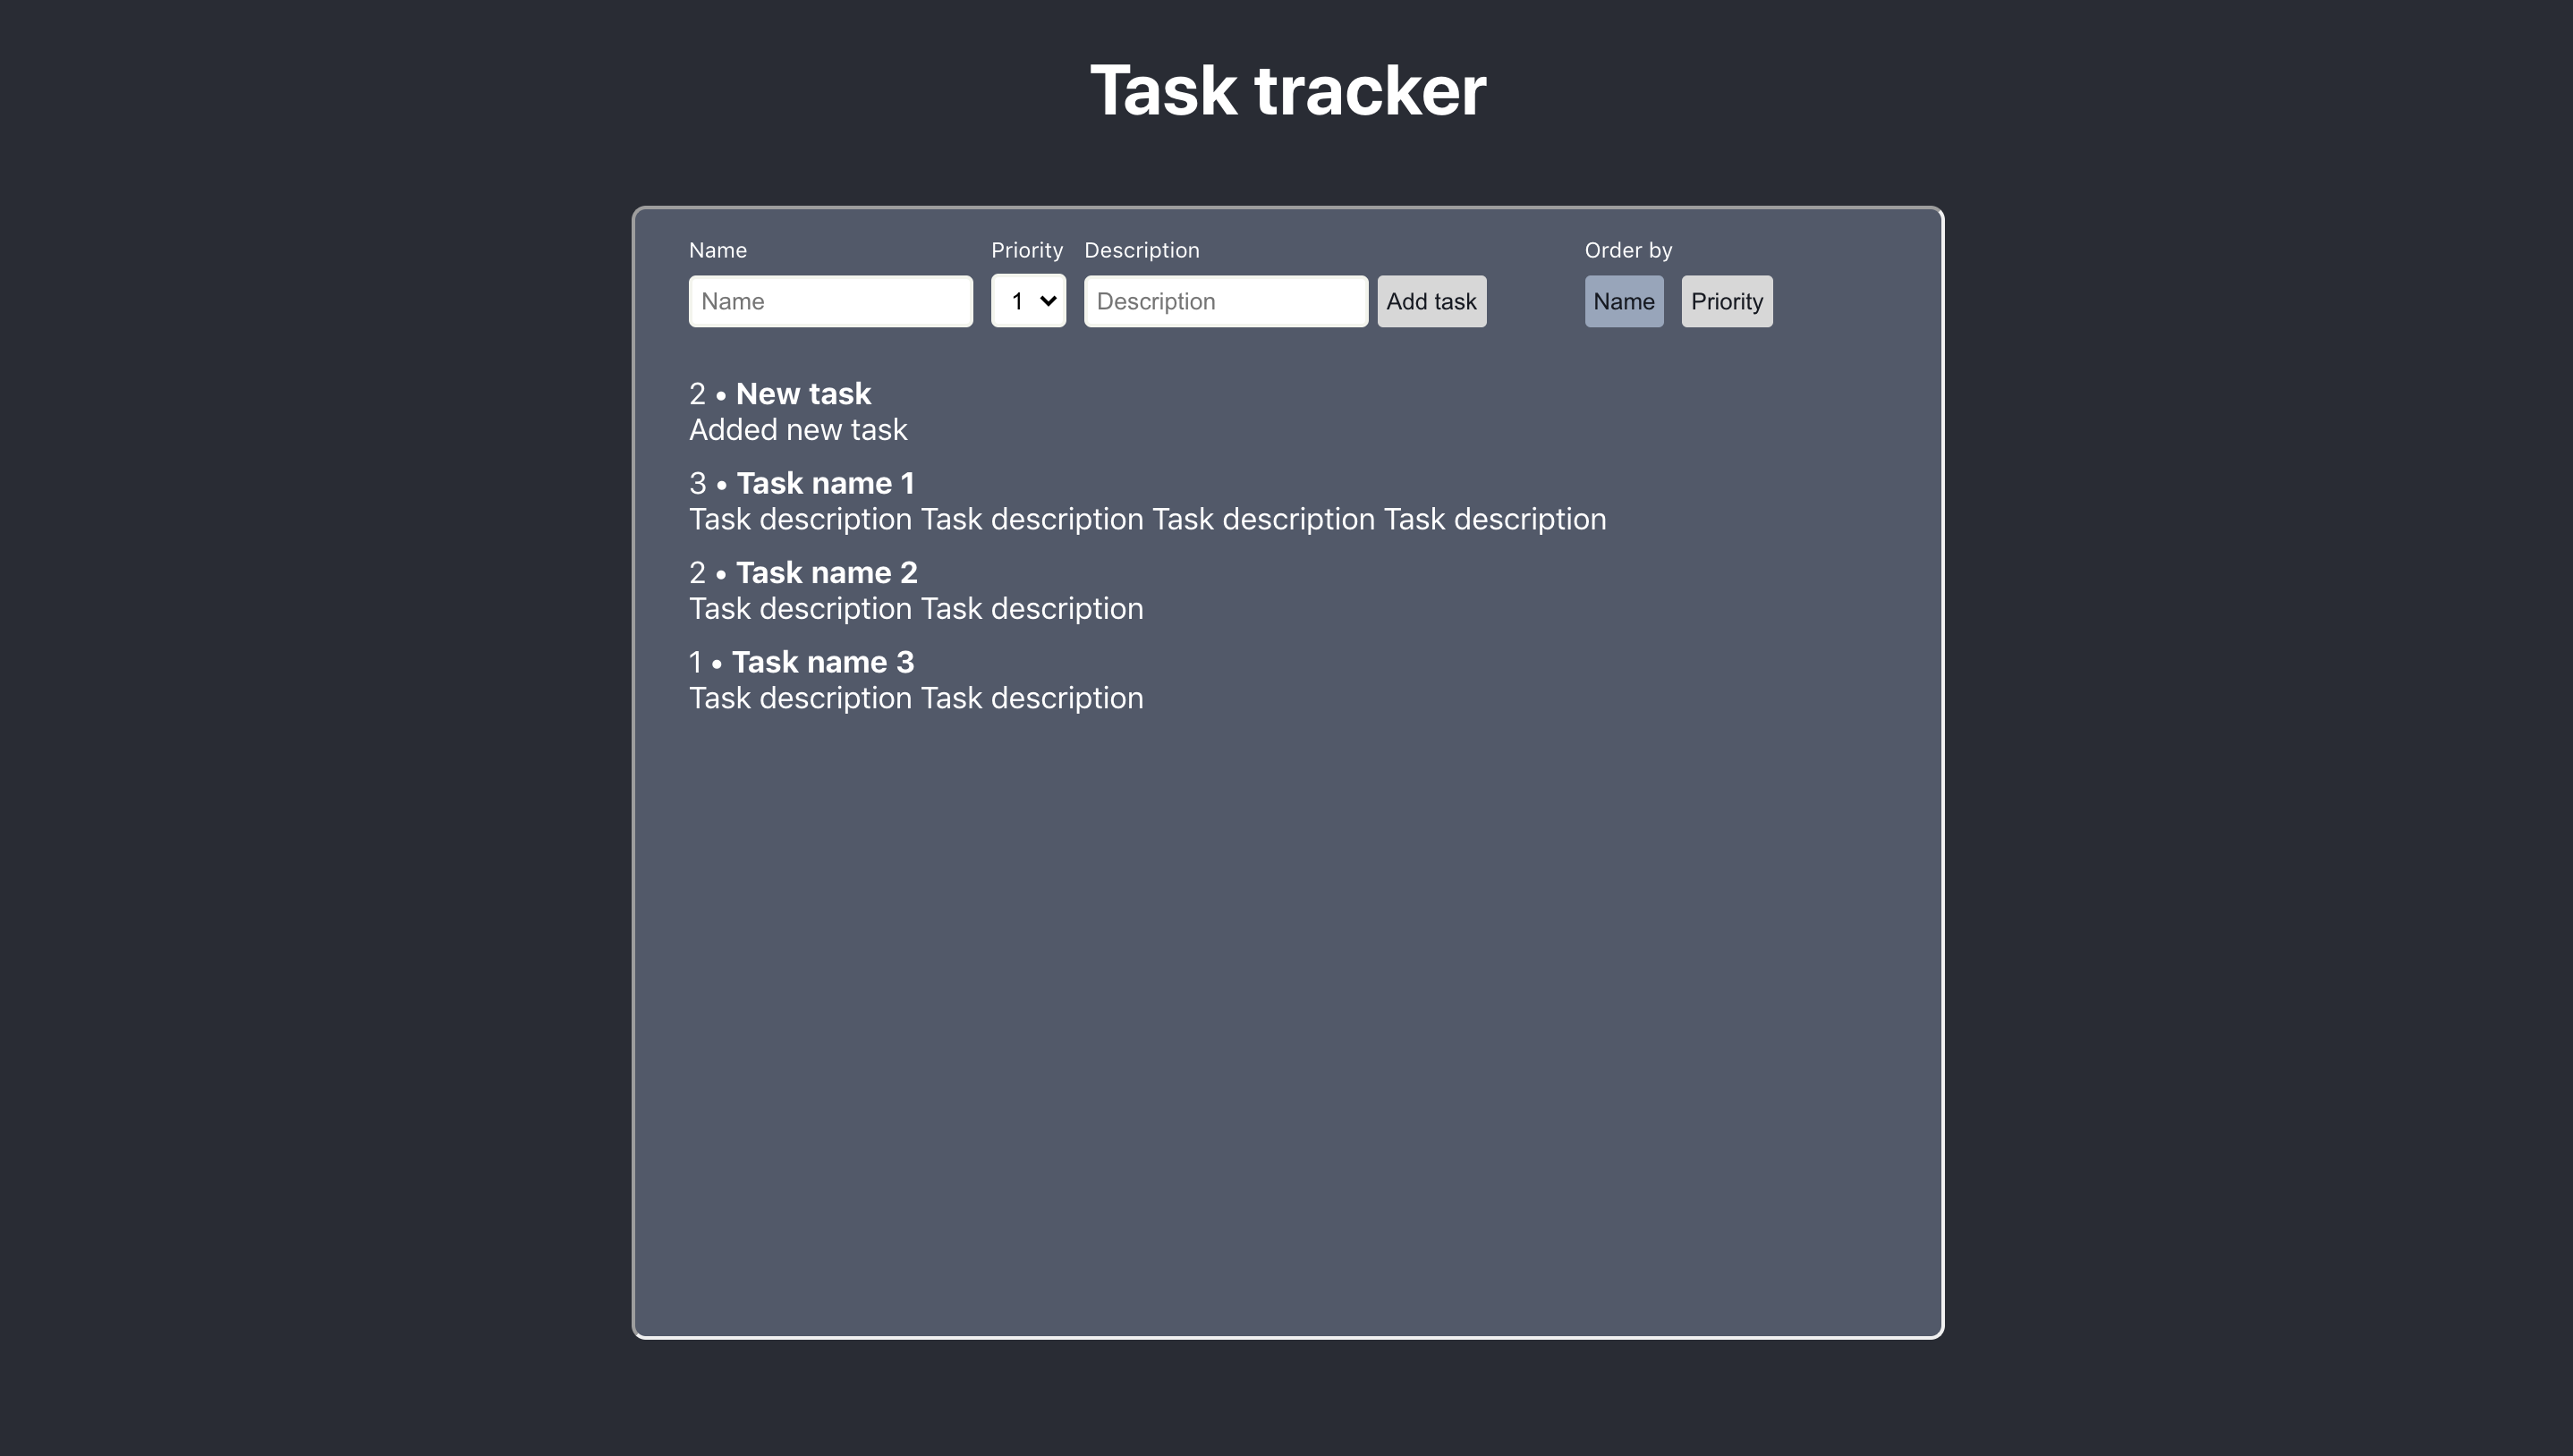 Task tracker
Name Priority Description Order by
Name 1 Description Add task Name Priority
2 • New task
Added new task
3 • Task name 1
Task description Task description Task description Task description
2 • Task name 2
Task description Task description
1 • Task name 3
Task description Task description